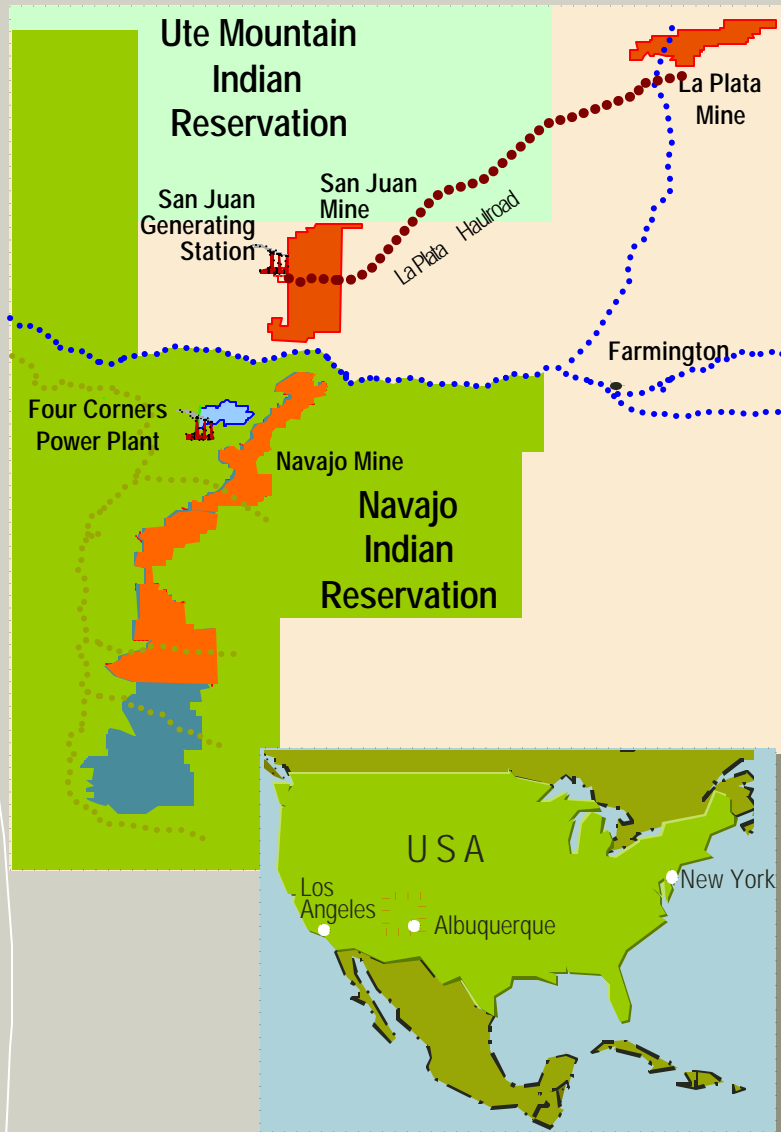 Ute Mountain
Indian
Reservation
La Plata
Mine
San Juan
Mine
San Juan
Generating
Station
La Plata Haulroad
Farmington
Four Corners
Power Plant
Navajo Mine
Navajo
Indian
Reservation
USA
New York
Los
Angeles
Albuquerque